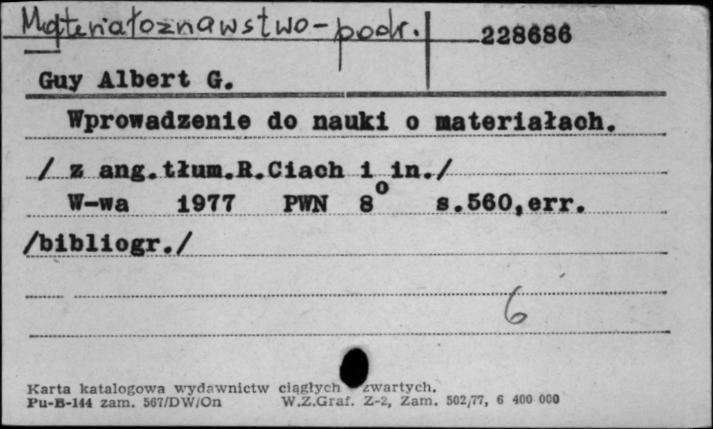 Materiałoznawstwo-podr. 228686
Guy Albert G.
Wprowadzenie do nauki o materiałach.
/ z ang.tłum.R.Ciach i in./
W-wa 1977 PWN 8° s.560,err.
/bibliogr./
6
Karta katalogowa wydawnictw ciągłych zwartych.
Pu-B-144 zam. 567/DW/On W.Z.Graf. Z-2, Zam. 502/77, 6 400 000